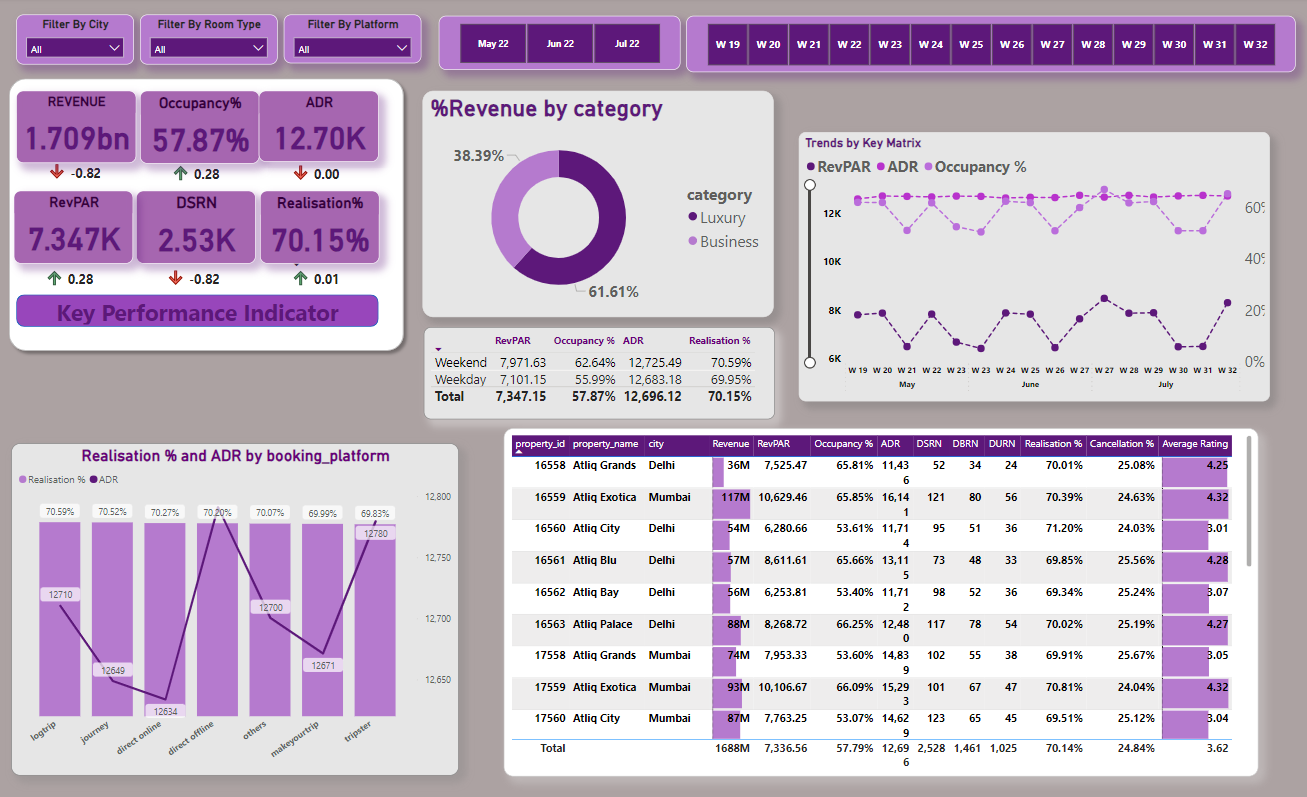 Filter By City
Filter By Room Type
Filter By Platform
All
All
All
May 22
Jun 22
Jul 22
W 19
W 20
W 21
W 22
W 23
W 24
W 25
W 26
W 27
W 28
W 29
W 30
W 31
W 32
REVENUE
Occupancy%
ADR
1.709bn
57.87%
12.70K
-0.82
0.28
0.00
RevPAR
DSRN
Realisation%
7.347K
2.53K
70.15%
0.28
-0.82
0.01
Key Performance Indicator
%Revenue by category
38.39%
61.61%
category
Luxury
Business
RevPAR Occupancy % ADR Realisation %
Weekend 7,971.63 62.64% 12,725.49 70.59%
Weekday 7,101.15 55.99% 12,683.18 69.95%
Total 7,347.15 57.87% 12,696.12 70.15%
Trends by Key Matrix
RevPAR ADR Occupancy %
12K
10K
8K
6K
60%
40%
20%
0%
W 19 W 20 W 21 W 22 W 23 W 23 W 24 W 25 W 26 W 27 W 27 W 28 W 29 W 30 W 31 W 32
May June July
Realisation % and ADR by booking_platform
Realisation % ADR
70.59% 70.52% 70.27% 70.20% 70.07% 69.99% 69.83%
12710
12649
12634
12700
12671
12780
12,800
12,750
12,700
12,650
logtrip
journey
direct online
direct offline
others
makeyourtrip
tripster
property_id property_name city Revenue RevPAR Occupancy % ADR DSRN DBRN DURN Realisation % Cancellation % Average Rating
16558 Atliq Grands Delhi 36M 7,525.47 65.81% 11,43 52 34 24 70.01% 25.08% 4.25
6
16559 Atliq Exotica Mumbai 117M 10,629.46 65.85% 16,14 121 80 56 70.39% 24.63% 4.32
1
16560 Atliq City Delhi 54M 6,280.66 53.61% 11,71 95 51 36 71.20% 24.03% 3.01
4
16561 Atliq Blu Delhi 57M 8,611.61 65.66% 13,11 73 48 33 69.85% 25.56% 4.28
5
16562 Atliq Bay Delhi 56M 6,253.81 53.40% 11,71 98 52 36 69.34% 25.24% 3.07
2
16563 Atliq Palace Delhi 88M 8,268.72 66.25% 12,48 117 78 54 70.02% 25.19% 4.27
0
17558 Atliq Grands Mumbai 74M 7,953.33 53.60% 14,83 102 55 38 69.91% 25.67% 3.05
9
17559 Atliq Exotica Mumbai 93M 10,106.67 66.09% 15,29 101 67 47 70.81% 24.04% 4.32
3
17560 Atliq City Mumbai 87M 7,763.25 53.07% 14,62 123 65 45 69.51% 25.12% 3.04
9
Total 1688M 7,336.56 57.79% 12,69 2,528 1,461 1,025 70.14% 24.84% 3.62
6